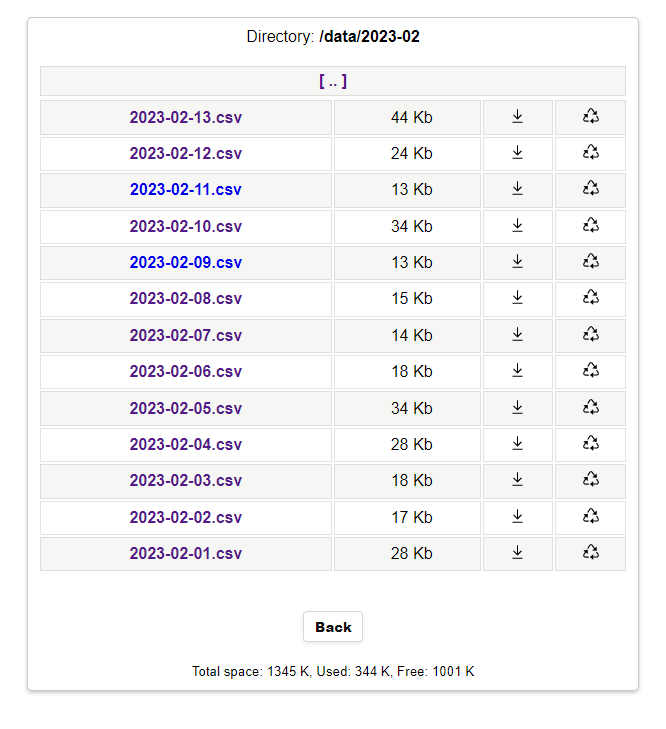 Directory: /data/2023-02
[ .. ]
2023-02-13.csv 44 Kb
2023-02-12.csv 24 Kb
2023-02-11.csv 13 Kb
2023-02-10.csv 34 Kb
2023-02-09.csv 13 Kb
2023-02-08.csv 15 Kb
2023-02-07.csv 14 Kb
2023-02-06.csv 18 Kb
2023-02-05.csv 34 Kb
2023-02-04.csv 28 Kb
2023-02-03.csv 18 Kb
2023-02-02.csv 17 Kb
2023-02-01.csv 28 Kb
Back
Total space: 1345 K, Used: 344 K, Free: 1001 K